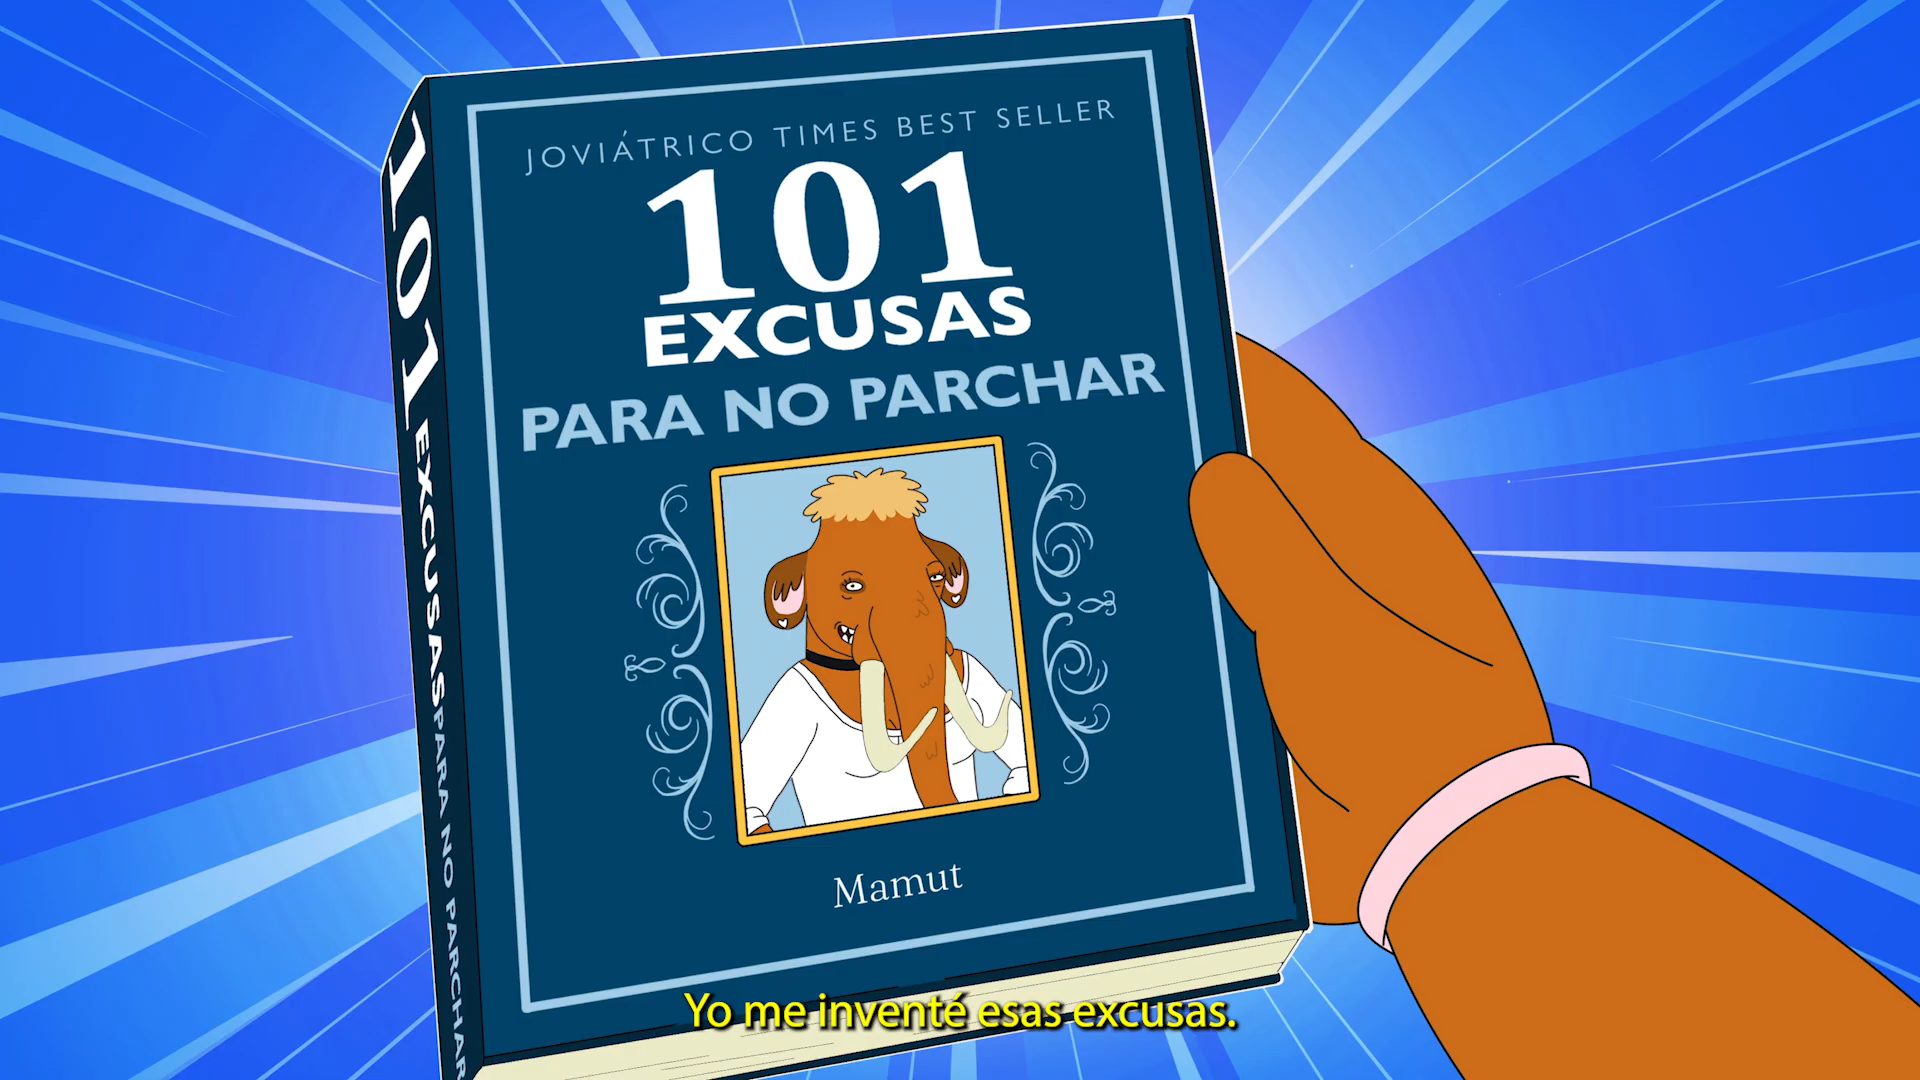 JOVIÁTRICO TIMES BEST SELLER
101
EXCUSAS
PARA NO PARCHAR
Mamut
101 EXCUSAS PARA NO PARCHAR
Yo me inventé esas excusas.